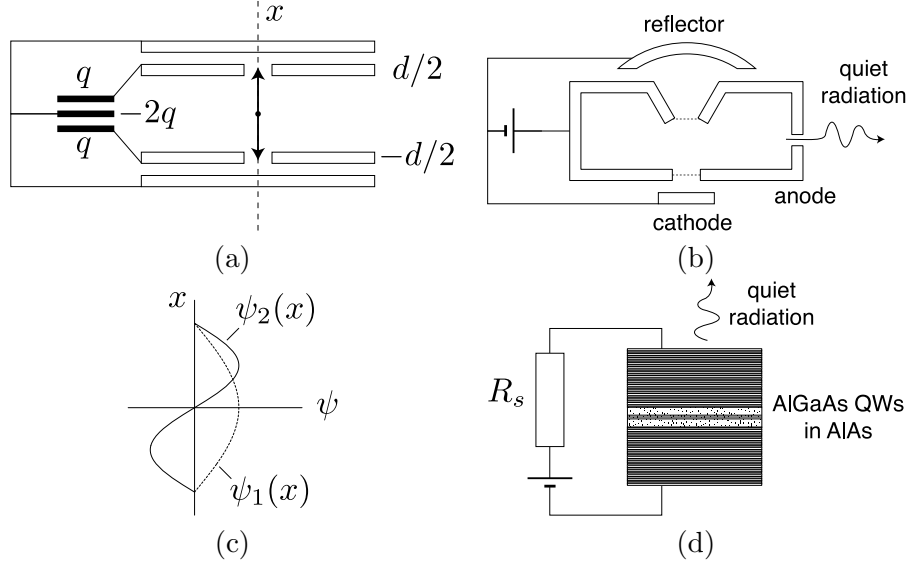 x
q
d/2
−2q
q
−d/2
(a)
reflector
quiet
radiation
anode
cathode
(b)
x
ψ₂(x)
ψ
ψ₁(x)
(c)
quiet
radiation
Rₛ
AlGaAs QWs
in AlAs
(d)